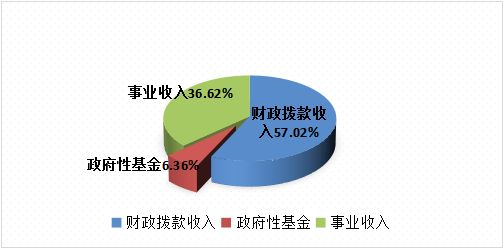 事业收入36.62%
财政拨款收
入57.02%
政府性基金6.36%
财政拨款收入 政府性基金 事业收入